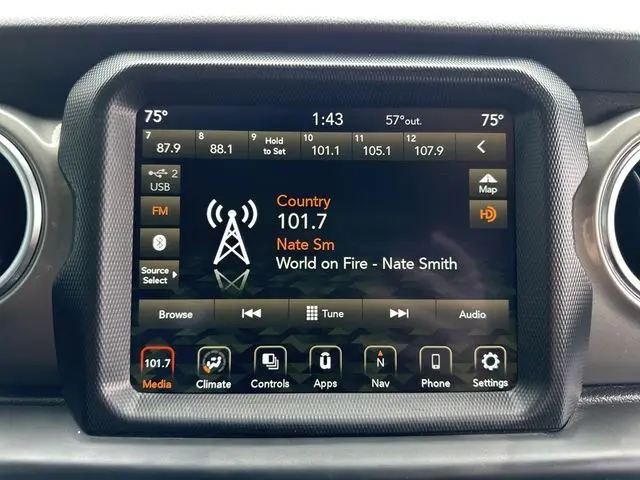 75° 1:43 57°out. 75°
7 8 9 Hold 10 11 12
87.9 88.1 to Set 101.1 105.1 107.9
2
USB
Map
FM
HD
Country
101.7
Nate Sm
World on Fire - Nate Smith
Source
Select
Browse Tune Audio
101.7 û N
Media Climate Controls Apps Nav Phone Settings